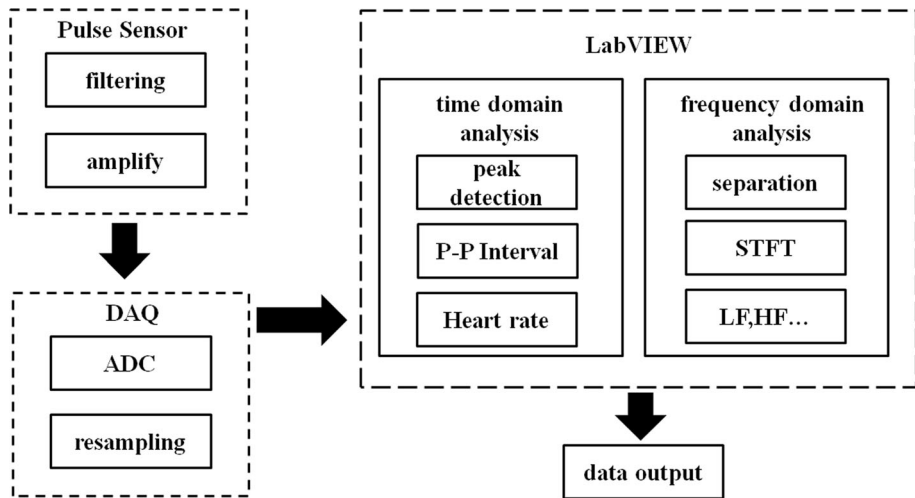 Pulse Sensor
filtering
amplify
DAQ
ADC
resampling
LabVIEW
time domain
analysis
peak
detection
P-P Interval
Heart rate
frequency domain
analysis
separation
STFT
LF,HF…
data output